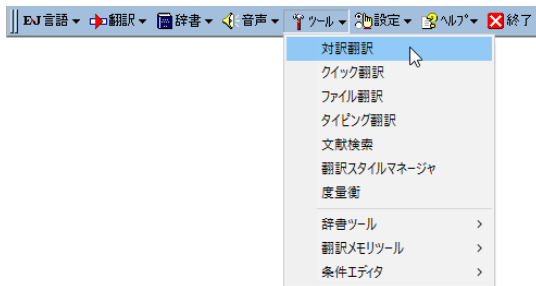 EJ言語 翻訳 辞書 音声 ツール 設定 ヘルプ 終了
対訳翻訳
クイック翻訳
ファイル翻訳
タイピング翻訳
文献検索
翻訳スタイルマネージャ
度量衡
辞書ツール
翻訳メモリツール
条件エディタ